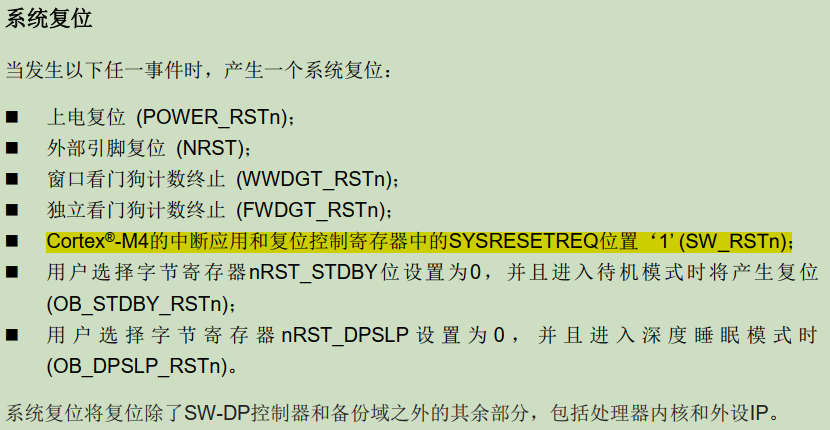 系统复位
当发生以下任一事件时，产生一个系统复位：
■ 上电复位 (POWER_RSTn)；
■ 外部引脚复位 (NRST)；
■ 窗口看门狗计数终止 (WWDGT_RSTn)；
■ 独立看门狗计数终止 (FWDGT_RSTn)；
■ Cortex®-M4的中断应用和复位控制寄存器中的SYSRESETREQ位置‘1’ (SW_RSTn)；
■ 用户选择字节寄存器nRST_STDBY位设置为0，并且进入待机模式时将产生复位
(OB_STDBY_RSTn)；
■ 用户选择字节寄存器nRST_DPSLP设置为0，并且进入深度睡眠模式时
(OB_DPSLP_RSTn)。
系统复位将复位除了SW-DP控制器和备份域之外的其余部分，包括处理器内核和外设IP。